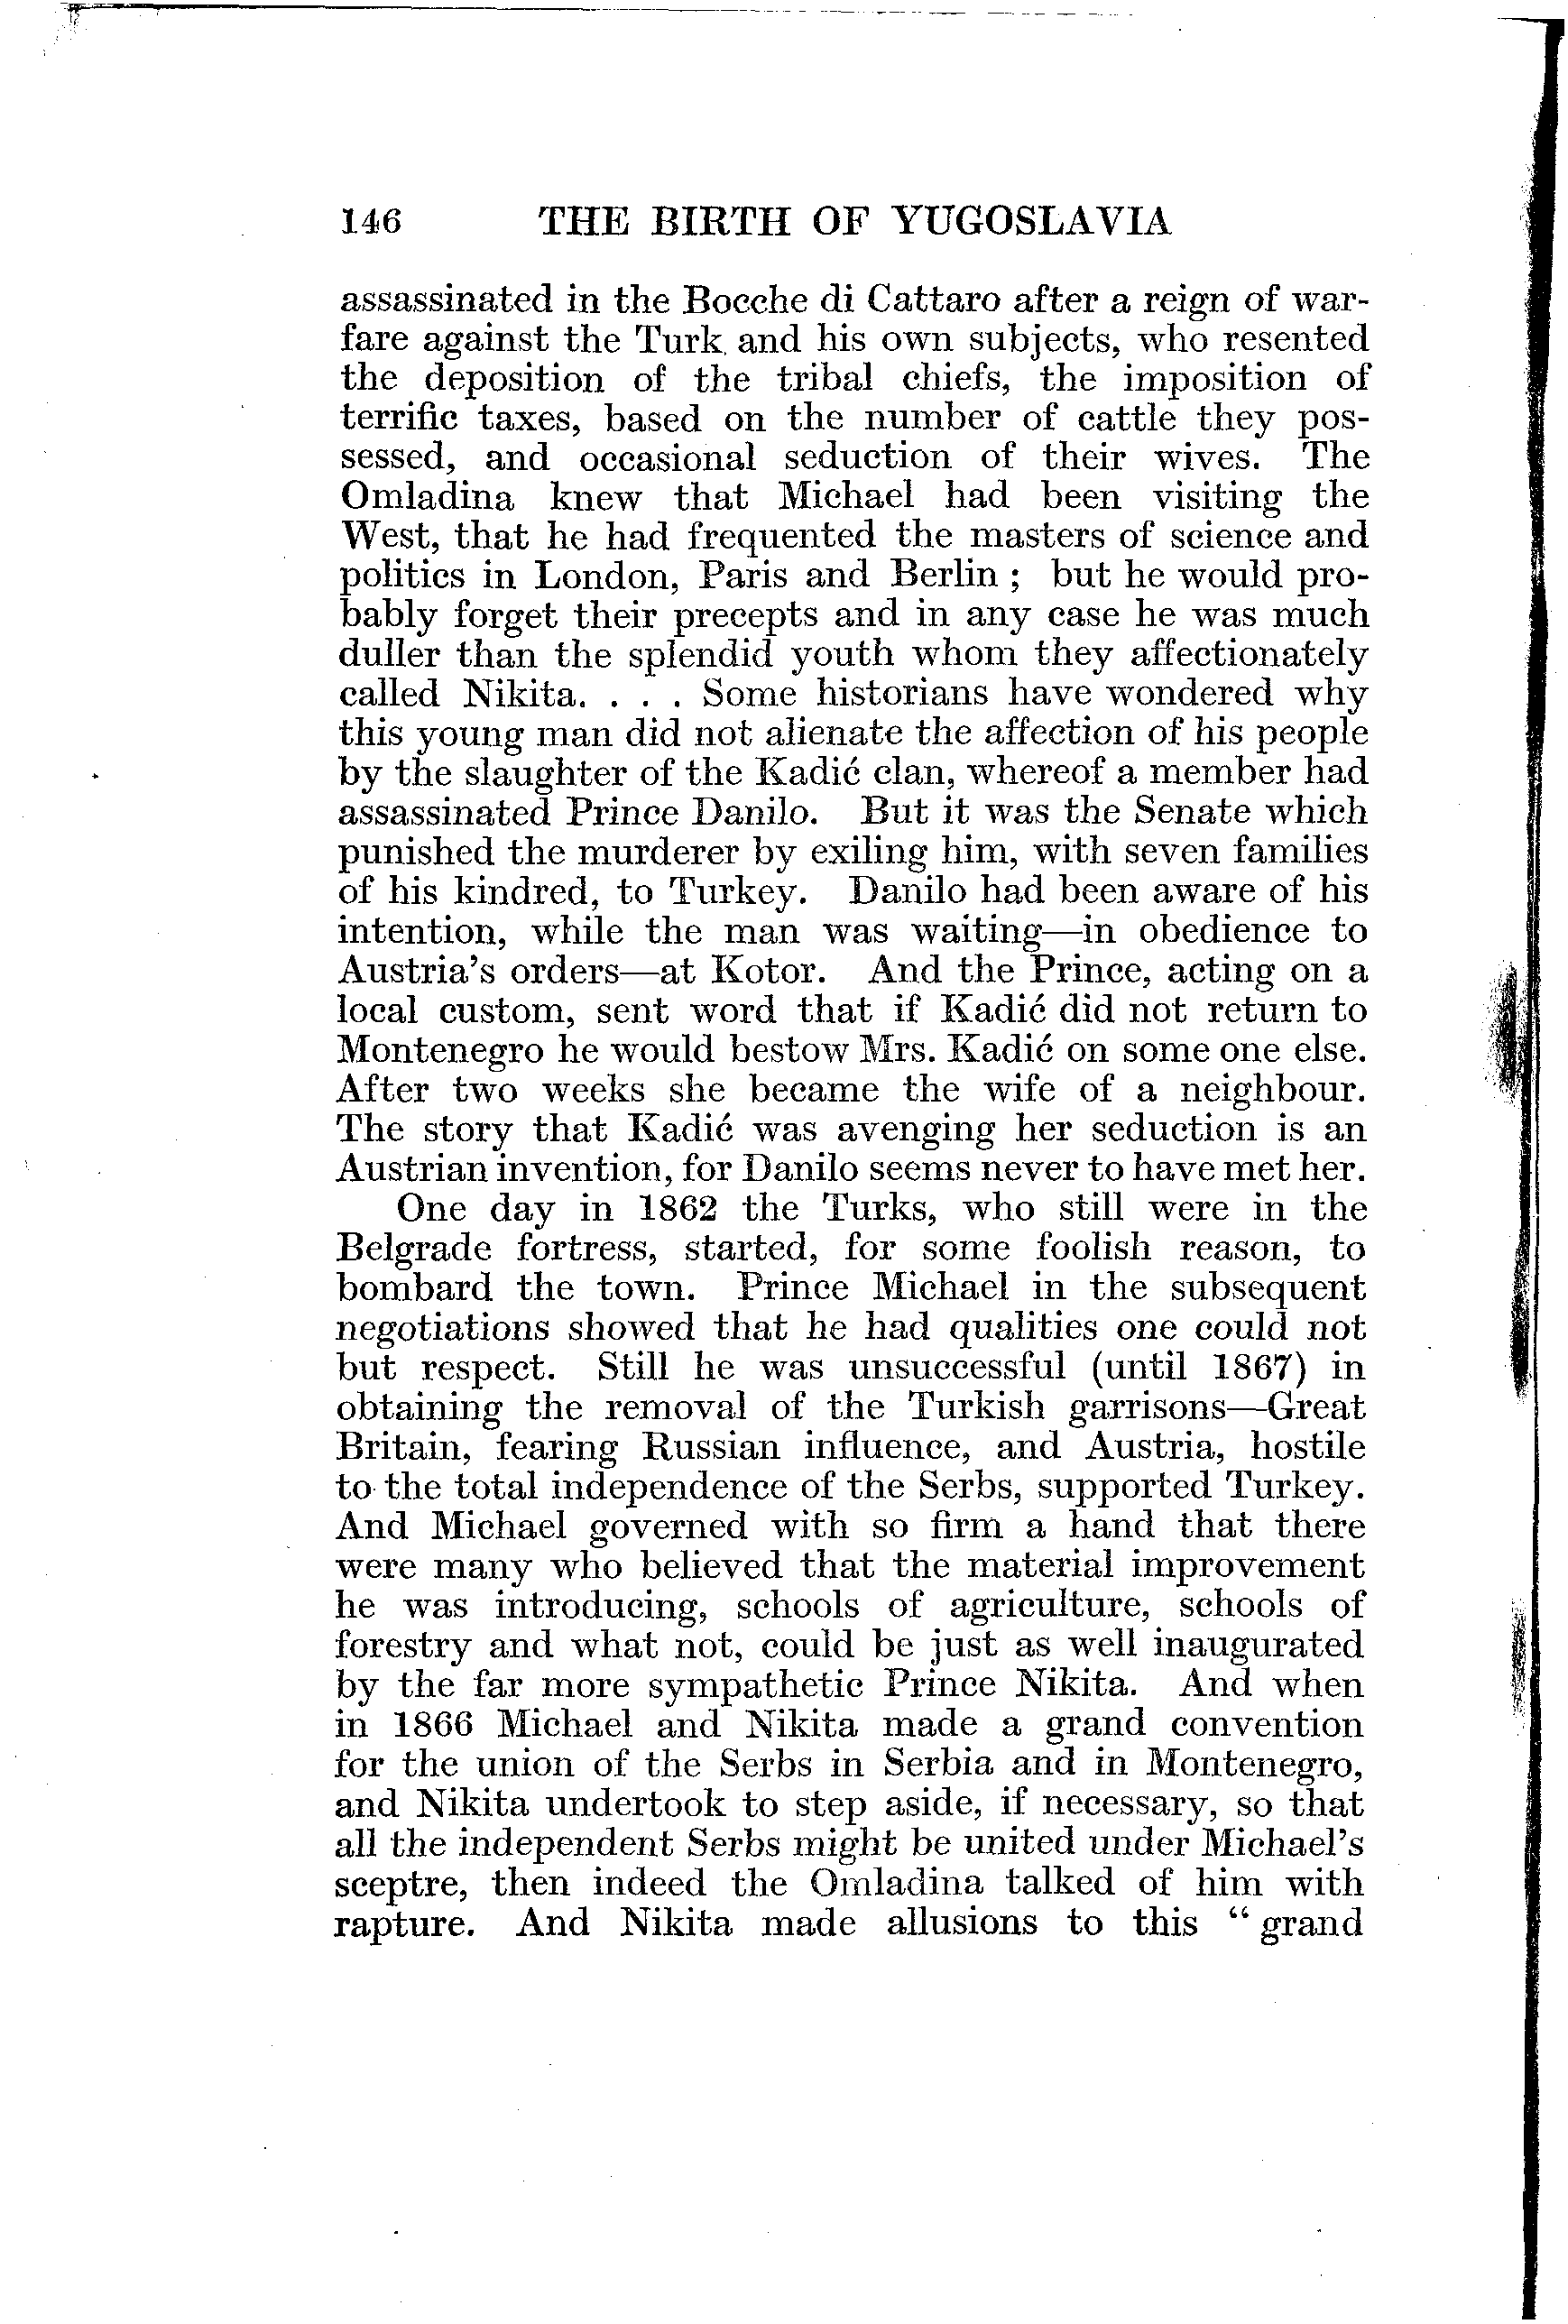 146 THE BIRTH OF YUGOSLAVIA
assassinated in the Bocche di Cattaro after a reign of war-
fare against the Turk and his own subjects, who resented
the deposition of the tribal chiefs, the imposition of
terrific taxes, based on the number of cattle they pos-
sessed, and occasional seduction of their wives. The
Omladina knew that Michael had been visiting the
West, that he had frequented the masters of science and
politics in London, Paris and Berlin ; but he would pro-
bably forget their precepts and in any case he was much
duller than the splendid youth whom they affectionately
called Nikita. . . . Some historians have wondered why
this young man did not alienate the affection of his people
by the slaughter of the Kadić clan, whereof a member had
assassinated Prince Danilo. But it was the Senate which
punished the murderer by exiling him, with seven families
of his kindred, to Turkey. Danilo had been aware of his
intention, while the man was waiting—in obedience to
Austria's orders—at Kotor. And the Prince, acting on a
local custom, sent word that if Kadić did not return to
Montenegro he would bestow Mrs. Kadić on some one else.
After two weeks she became the wife of a neighbour.
The story that Kadić was avenging her seduction is an
Austrian invention, for Danilo seems never to have met her.
One day in 1862 the Turks, who still were in the
Belgrade fortress, started, for some foolish reason, to
bombard the town. Prince Michael in the subsequent
negotiations showed that he had qualities one could not
but respect. Still he was unsuccessful (until 1867) in
obtaining the removal of the Turkish garrisons—Great
Britain, fearing Russian influence, and Austria, hostile
to the total independence of the Serbs, supported Turkey.
And Michael governed with so firm a hand that there
were many who believed that the material improvement
he was introducing, schools of agriculture, schools of
forestry and what not, could be just as well inaugurated
by the far more sympathetic Prince Nikita. And when
in 1866 Michael and Nikita made a grand convention
for the union of the Serbs in Serbia and in Montenegro,
and Nikita undertook to step aside, if necessary, so that
all the independent Serbs might be united under Michael's
sceptre, then indeed the Omladina talked of him with
rapture. And Nikita made allusions to this " grand